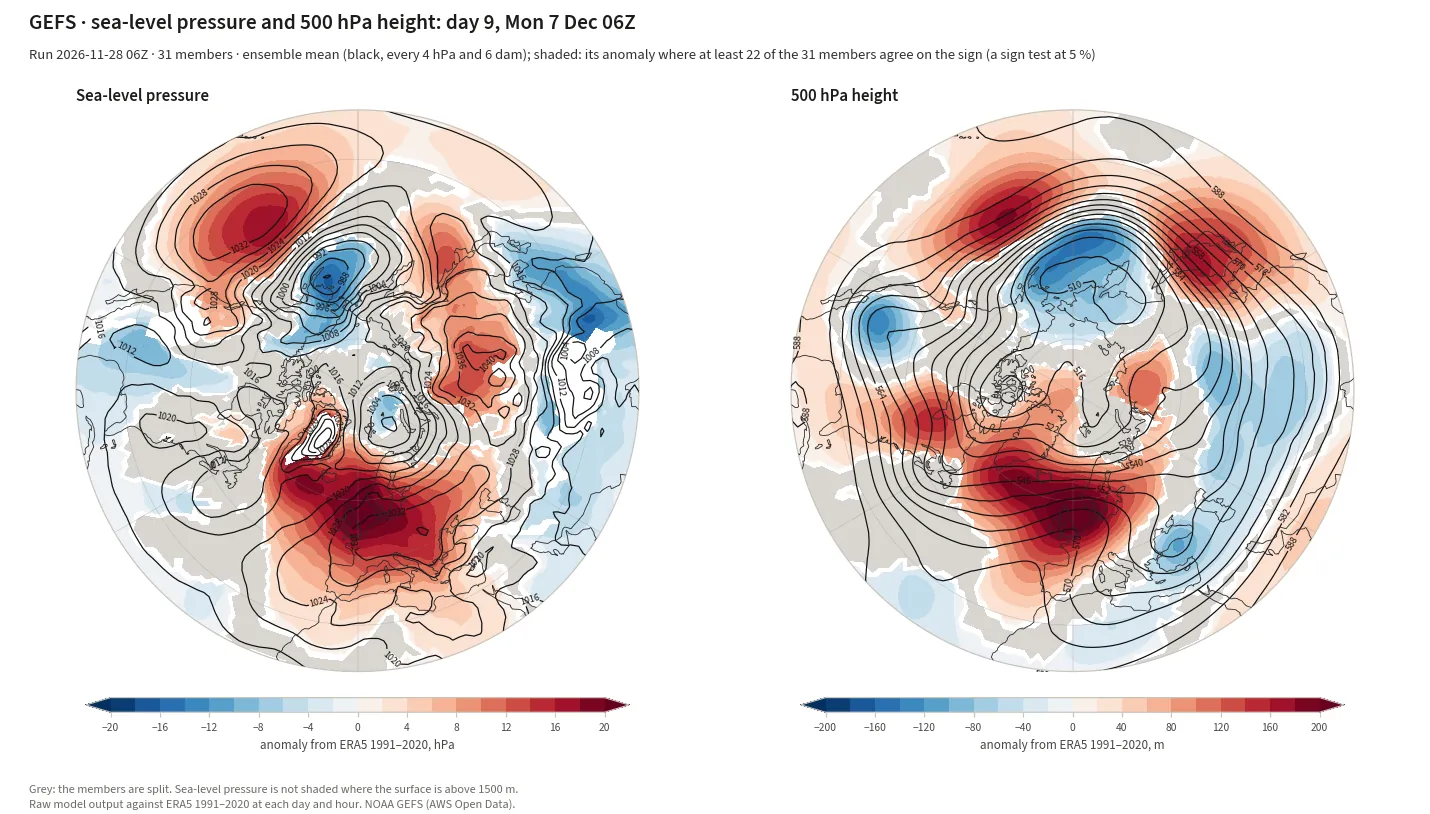 GEFS · sea-level pressure and 500 hPa height: day 9, Mon 7 Dec 06Z
Run 2026-11-28 06Z · 31 members · ensemble mean (black, every 4 hPa and 6 dam); shaded: its anomaly where at least 22 of the 31 members agree on the sign (a sign test at 5 %)
Sea-level pressure
500 hPa height
−20 −16 −12 −8 −4 0 4 8 12 16 20
anomaly from ERA5 1991–2020, hPa
−200 −160 −120 −80 −40 0 40 80 120 160 200
anomaly from ERA5 1991–2020, m
Grey: the members are split. Sea-level pressure is not shaded where the surface is above 1500 m.
Raw model output against ERA5 1991–2020 at each day and hour. NOAA GEFS (AWS Open Data).